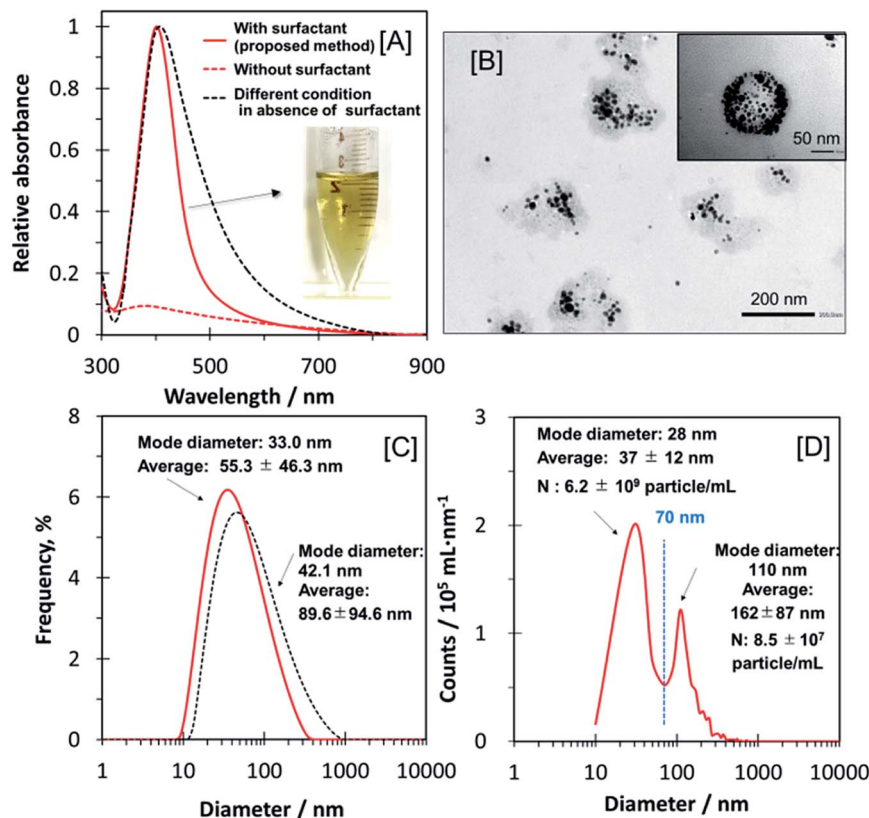 [A]
With surfactant
(proposed method)
Without surfactant
Different condition
in absence of surfactant
1
0.8
0.6
0.4
0.2
0
Relative absorbance
300 500 700 900
Wavelength / nm
[B]
50 nm
200 nm
[C]
Mode diameter: 33.0 nm
Average: 55.3 ± 46.3 nm
Mode diameter:
42.1 nm
Average:
89.6±94.6 nm
8
6
4
2
0
Frequency, %
1 10 100 1000 10000
Diameter / nm
[D]
Mode diameter: 28 nm
Average: 37 ± 12 nm
N : 6.2 ± 10⁹ particle/mL
70 nm
Mode diameter:
110 nm
Average:
162±87 nm
N: 8.5 ± 10⁷
particle/mL
3
2
1
0
Counts / 10⁵ mL·nm⁻¹
1 10 100 1000 10000
Diameter / nm